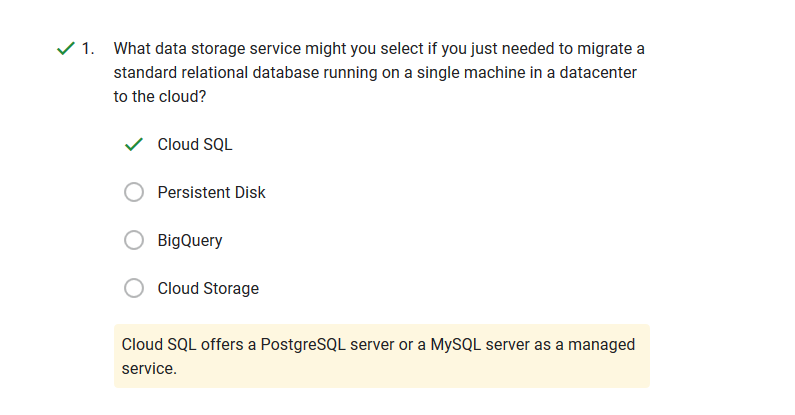 1. What data storage service might you select if you just needed to migrate a
standard relational database running on a single machine in a datacenter
to the cloud?
Cloud SQL
Persistent Disk
BigQuery
Cloud Storage
Cloud SQL offers a PostgreSQL server or a MySQL server as a managed
service.